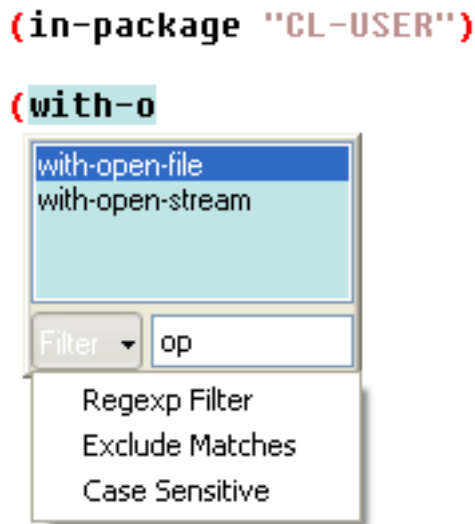 (in-package "CL-USER")
(with-o
with-open-file
with-open-stream
Filter op
Regexp Filter
Exclude Matches
Case Sensitive